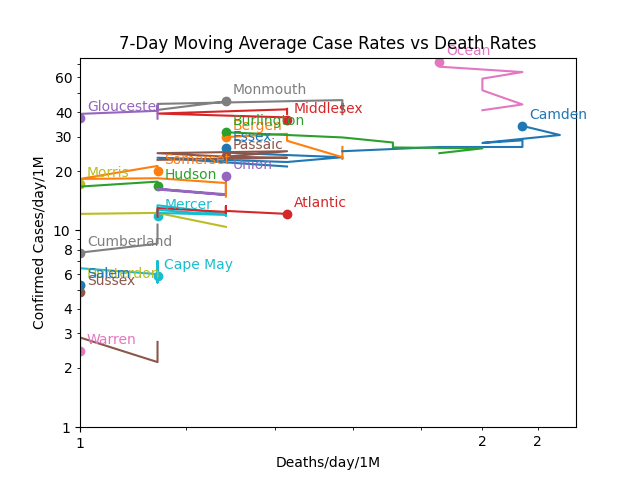 7-Day Moving Average Case Rates vs Death Rates
Ocean
60
Monmouth
Gloucester
Middlesex
40
Camden
Burlington
Bergen
30
Essex
Passaic
Somerset
Union
20
Morris
Hudson
Mercer
Atlantic
10
Cumberland
8
Cape May
6
Salem
Sussex
4
3
Warren
2
1
1
2
2
Confirmed Cases/day/1M
Deaths/day/1M